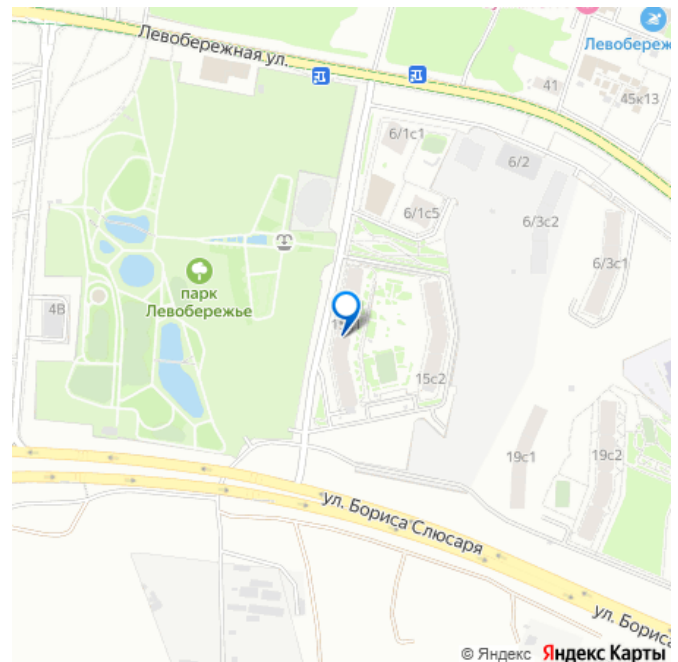 Левобережная ул.
Левобереж
41
45к13
6/1с1
6/2
6/1с5
6/3с2
6/3с1
4В
парк
Левобережье
15с2
19с1
19с2
ул. Бориса Слюсаря
ул. Бориса
© Яндекс Яндекс Карты